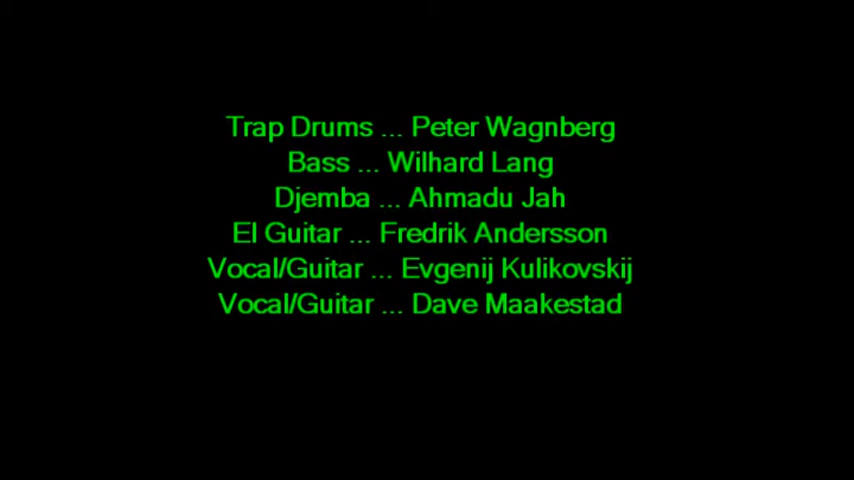 Trap Drums ... Peter Wagnberg
Bass ... Wilhard Lang
Djemba ... Ahmadu Jah
El Guitar ... Fredrik Andersson
Vocal/Guitar ... Evgenij Kulikovskij
Vocal/Guitar ... Dave Maakestad